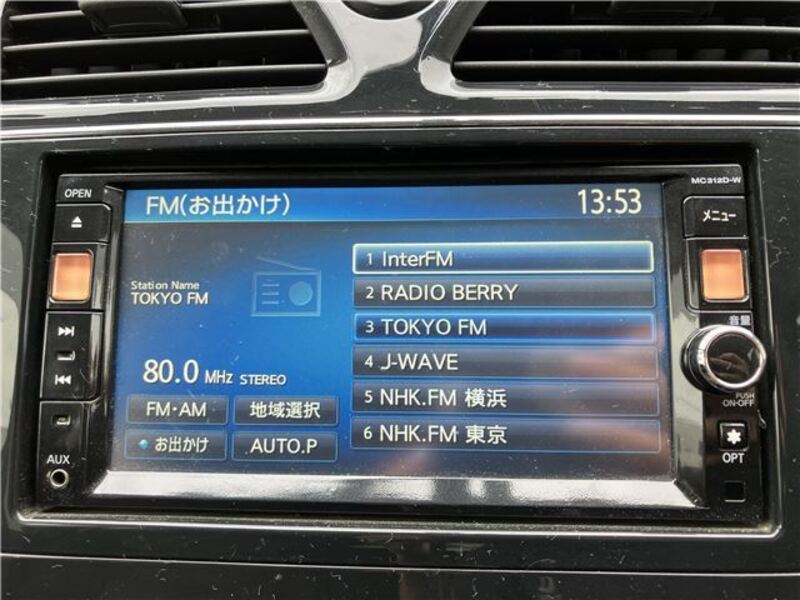 OPEN
MC312D-W
FM(お出かけ)
13:53
メニュー
Station Name
TOKYO FM
1 InterFM
2 RADIO BERRY
3 TOKYO FM
4 J-WAVE
5 NHK.FM 横浜
6 NHK.FM 東京
80.0 MHz STEREO
FM・AM
地域選択
お出かけ
AUTO.P
音量
PUSH
ON-OFF
OPT
AUX